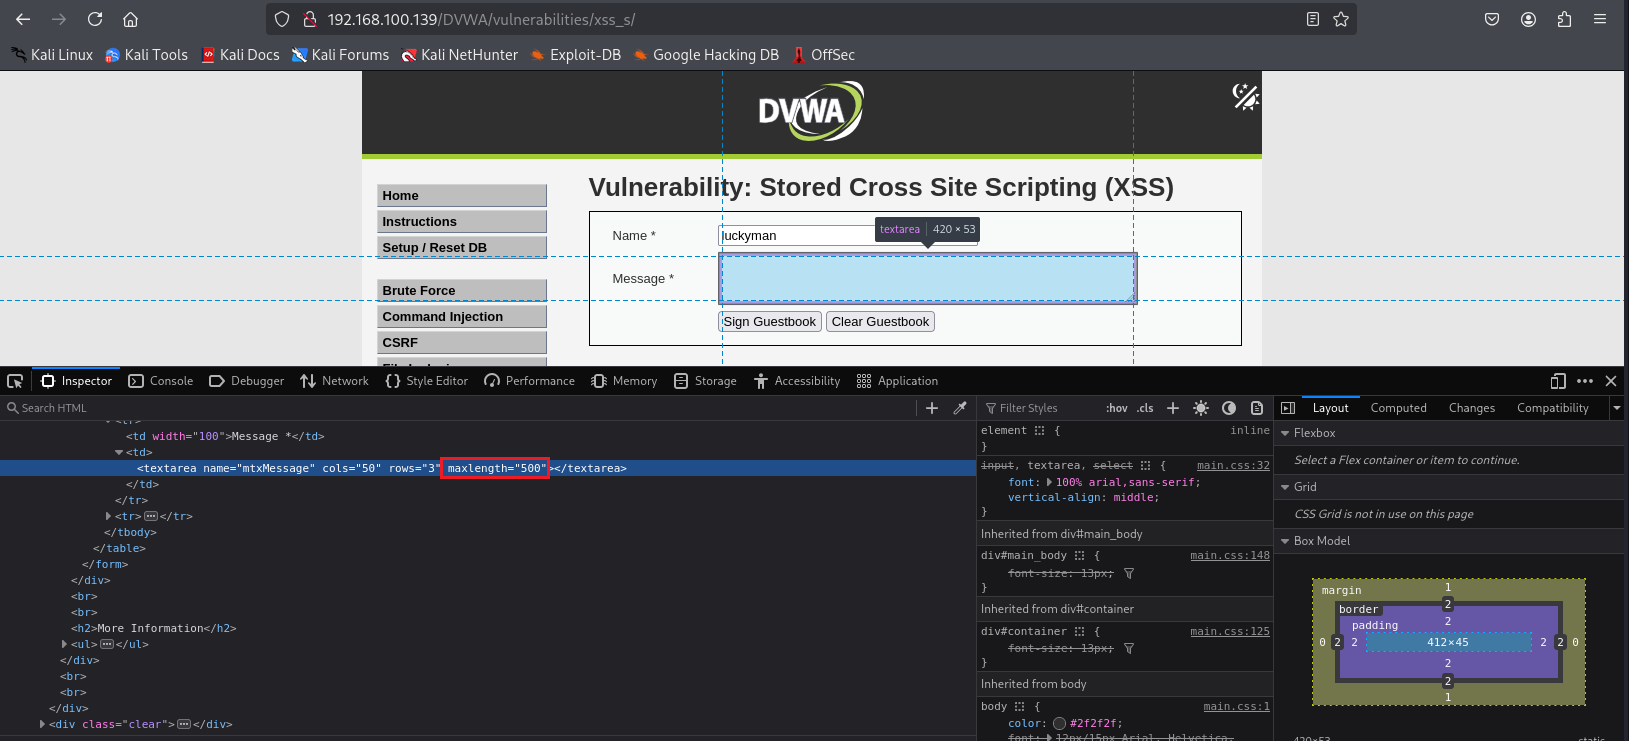 192.168.100.139/DVWA/vulnerabilities/xss_s/
Kali Linux Kali Tools Kali Docs Kali Forums Kali NetHunter Exploit-DB Google Hacking DB OffSec
DVWA
Home
Instructions
Setup / Reset DB
Brute Force
Command Injection
CSRF
Vulnerability: Stored Cross Site Scripting (XSS)
Name * luckyman
textarea 420 × 53
Message *
Sign Guestbook Clear Guestbook
Inspector Console Debugger Network Style Editor Performance Memory Storage Accessibility Application
Search HTML
<td width="100">Message *</td>
<td>
<textarea name="mtxMessage" cols="50" rows="3" maxlength="500"></textarea>
</td>
</tr>
<tr></tr>
</tbody>
</table>
</form>
</div>
<br>
<br>
<h2>More Information</h2>
<ul></ul>
</div>
<br>
<br>
</div>
<div class="clear"></div>
Filter Styles :hov .cls
element { inline
}
input, textarea, select { main.css:32
font: 100% arial,sans-serif;
vertical-align: middle;
}
Inherited from div#main_body
div#main_body { main.css:148
font-size: 13px;
}
Inherited from div#container
div#container { main.css:125
font-size: 13px;
}
Inherited from body
body { main.css:1
color: #2f2f2f;
font: 12px/15px Arial, Helvetica,
Layout Computed Changes Compatibility
Flexbox
Select a Flex container or item to continue.
Grid
CSS Grid is not in use on this page
Box Model
margin 1
border 2
padding 2
0 2 2 412×45 2 2 0
2
2
1
420×53 static